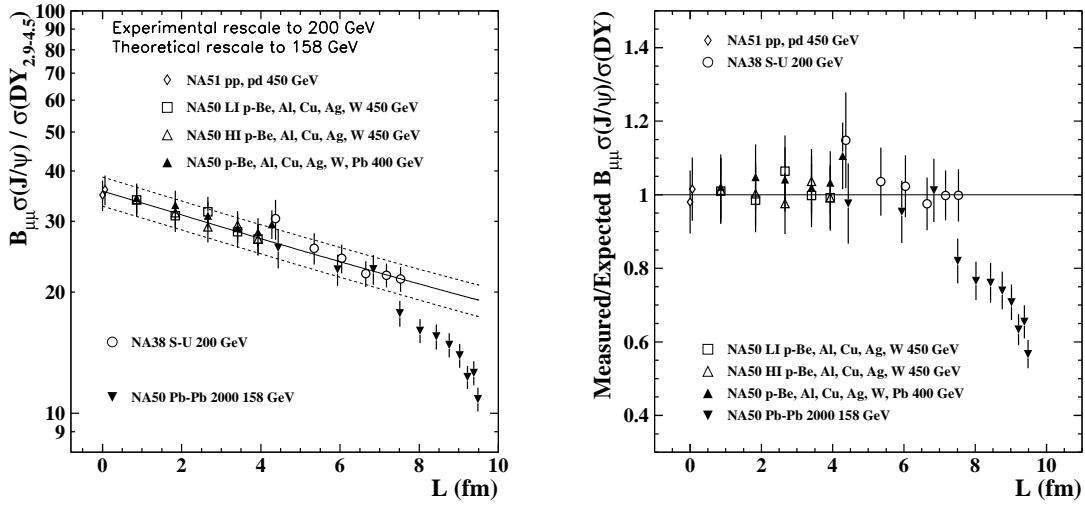 Experimental rescale to 200 GeV
Theoretical rescale to 158 GeV
NA51 pp, pd 450 GeV
NA50 LI p-Be, Al, Cu, Ag, W 450 GeV
NA50 HI p-Be, Al, Cu, Ag, W 450 GeV
NA50 p-Be, Al, Cu, Ag, W, Pb 400 GeV
NA38 S-U 200 GeV
NA50 Pb-Pb 2000 158 GeV
B_μμσ(J/ψ) / σ(DY_2.9-4.5)
100
90
80
70
60
50
40
30
20
10
9
8
0 2 4 6 8 10
L (fm)
NA51 pp, pd 450 GeV
NA38 S-U 200 GeV
NA50 LI p-Be, Al, Cu, Ag, W 450 GeV
NA50 HI p-Be, Al, Cu, Ag, W 450 GeV
NA50 p-Be, Al, Cu, Ag, W, Pb 400 GeV
NA50 Pb-Pb 2000 158 GeV
Measured/Expected B_μμσ(J/ψ)/σ(DY)
1.4
1.2
1
0.8
0.6
0.4
0 2 4 6 8 10
L (fm)